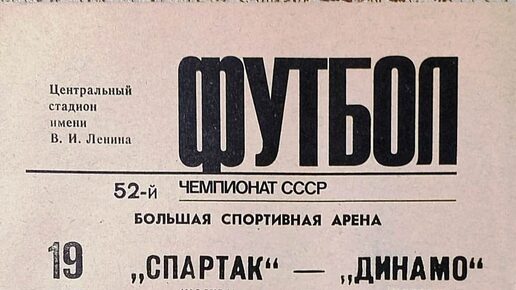 Центральный
стадион
имени
В. И. Ленина
ФУТБОЛ
52-й ЧЕМПИОНАТ СССР
БОЛЬШАЯ СПОРТИВНАЯ АРЕНА
19 „СПАРТАК“ — „ДИНАМО“